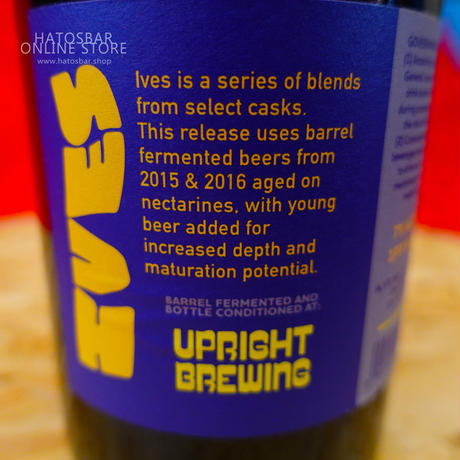 HATOSBAR
ONLINE STORE
www.hatosbar.shop
IVES
Ives is a series of blends
from select casks.
This release uses barrel
fermented beers from
2015 & 2016 aged on
nectarines, with young
beer added for
increased depth and
maturation potential.
BARREL FERMENTED AND
BOTTLE CONDITIONED AT:
UPRIGHT
BREWING